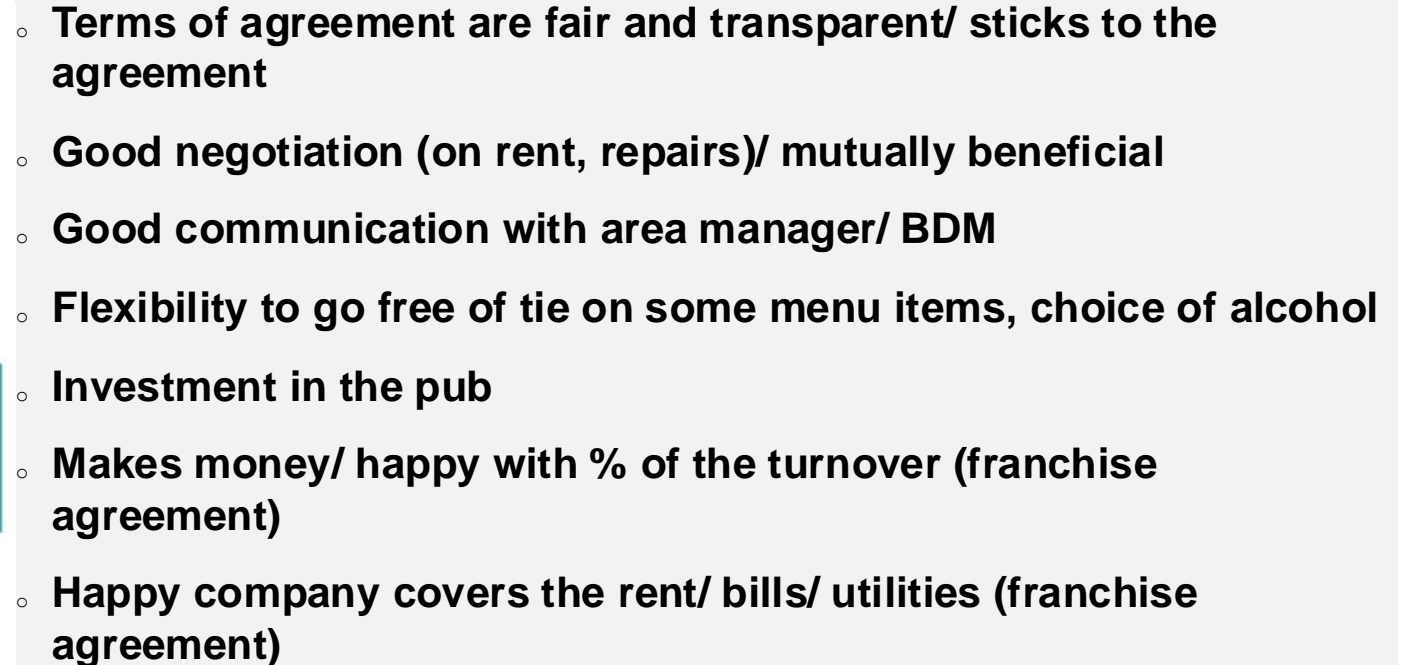 ◦ Terms of agreement are fair and transparent/ sticks to the
agreement
◦ Good negotiation (on rent, repairs)/ mutually beneficial
◦ Good communication with area manager/ BDM
◦ Flexibility to go free of tie on some menu items, choice of alcohol
◦ Investment in the pub
◦ Makes money/ happy with % of the turnover (franchise
agreement)
◦ Happy company covers the rent/ bills/ utilities (franchise
agreement)